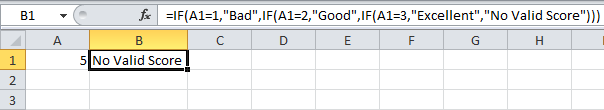 B1 fx =IF(A1=1,"Bad",IF(A1=2,"Good",IF(A1=3,"Excellent","No Valid Score")))
A B C D E F G H
1 5 No Valid Score
2
3